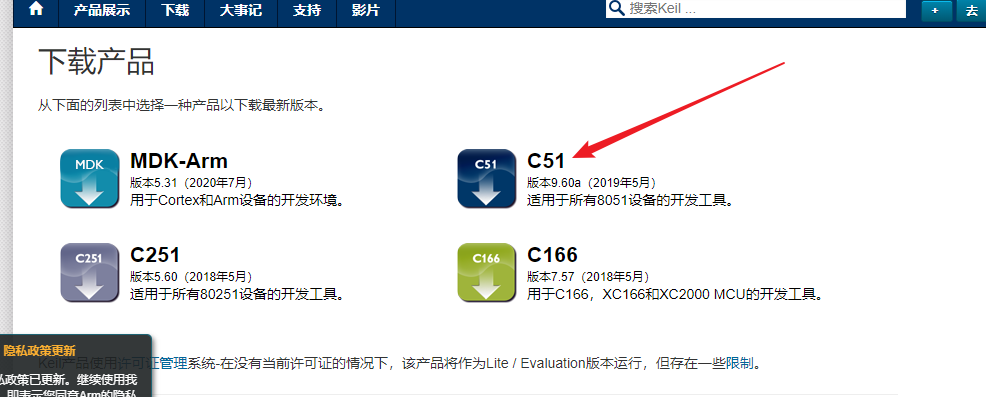 产品展示 下载 大事记 支持 影片 搜索Keil ... + 去
下载产品
从下面的列表中选择一种产品以下载最新版本。
MDK
MDK-Arm
版本5.31（2020年7月）
用于Cortex和Arm设备的开发环境。
C51
C51
版本9.60a（2019年5月）
适用于所有8051设备的开发工具。
C251
C251
版本5.60（2018年5月）
适用于所有80251设备的开发工具。
C166
C166
版本7.57（2018年5月）
用于C166，XC166和XC2000 MCU的开发工具。
隐私政策更新
Keil产品使用许可证管理系统-在没有当前许可证的情况下，该产品将作为Lite / Evaluation版本运行，但存在一些限制。
私政策已更新。继续使用我
即表示您同意Arm的隐私